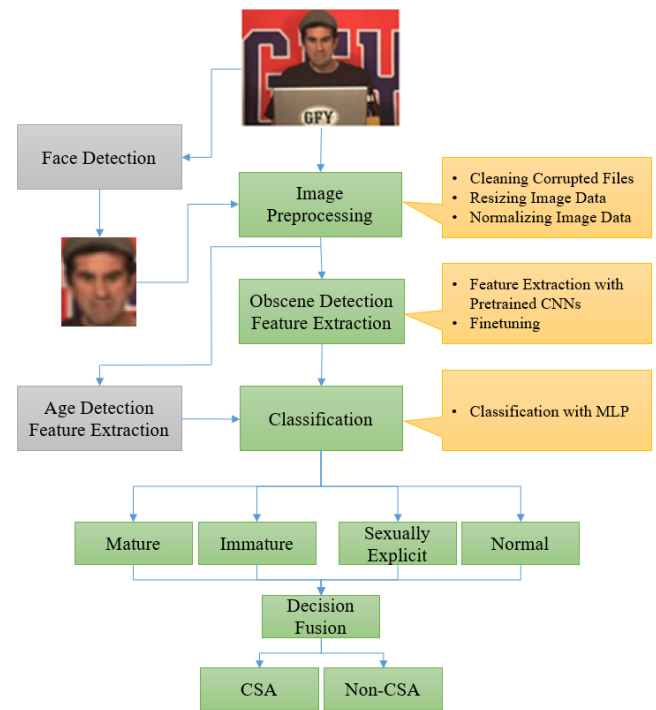 GFY
GFY
Face Detection
Image
Preprocessing
• Cleaning Corrupted Files
• Resizing Image Data
• Normalizing Image Data
Obscene Detection
Feature Extraction
• Feature Extraction with
Pretrained CNNs
• Finetuning
Age Detection
Feature Extraction
Classification
• Classification with MLP
Mature
Immature
Sexually
Explicit
Normal
Decision
Fusion
CSA
Non-CSA